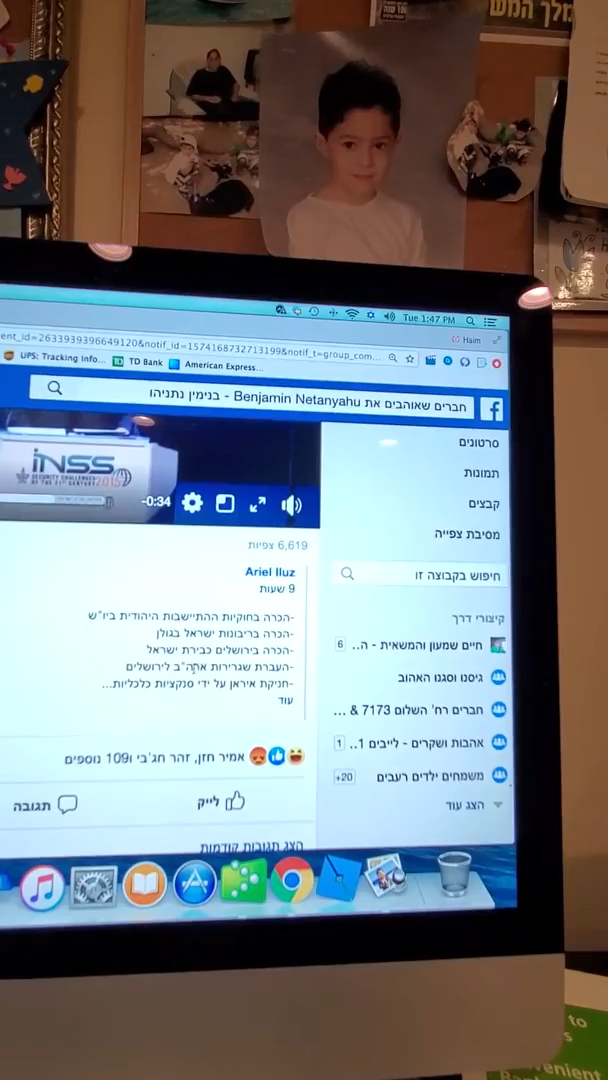 מלך המש
Tue 1:47 PM
Haim
ent_id=2633939396649120&notif_id=1574168732713199&notif_t=group_com...
UPS: Tracking Info...
TD Bank
American Express...
חברים שאוהבים את Benjamin Netanyahu - בנימין נתניהו
סרטונים
תמונות
קבצים
מסיבת צפייה
חיפוש בקבוצה זו
קיצורי דרך
חיים שמעון והמשאית - ה... 6
גיסנו וסגנו האהוב
חברים רח' השלום 7173 & ...
אהבות ושקרים - לייבים 1... 1
משמחים ילדים רעבים +20
הצג עוד
INSS
SECURITY CHALLENGES
OF THE 21ST CENTURY 2015
-0:34
6,619 צפיות
Ariel Iluz
9 שעות
-הכרה בחוקיות ההתיישבות היהודית ביו"ש
-הכרה בריבונות ישראל בגולן
-הכרה בירושלים כבירת ישראל
-העברת שגרירות ארה"ב לירושלים
-חניקת איראן על ידי סנקציות כלכליות...
עוד
אמיר חזן, זהר חג'בי ו109 נוספים
לייק
תגובה
הצג תגובות קודמות
to
s
venient